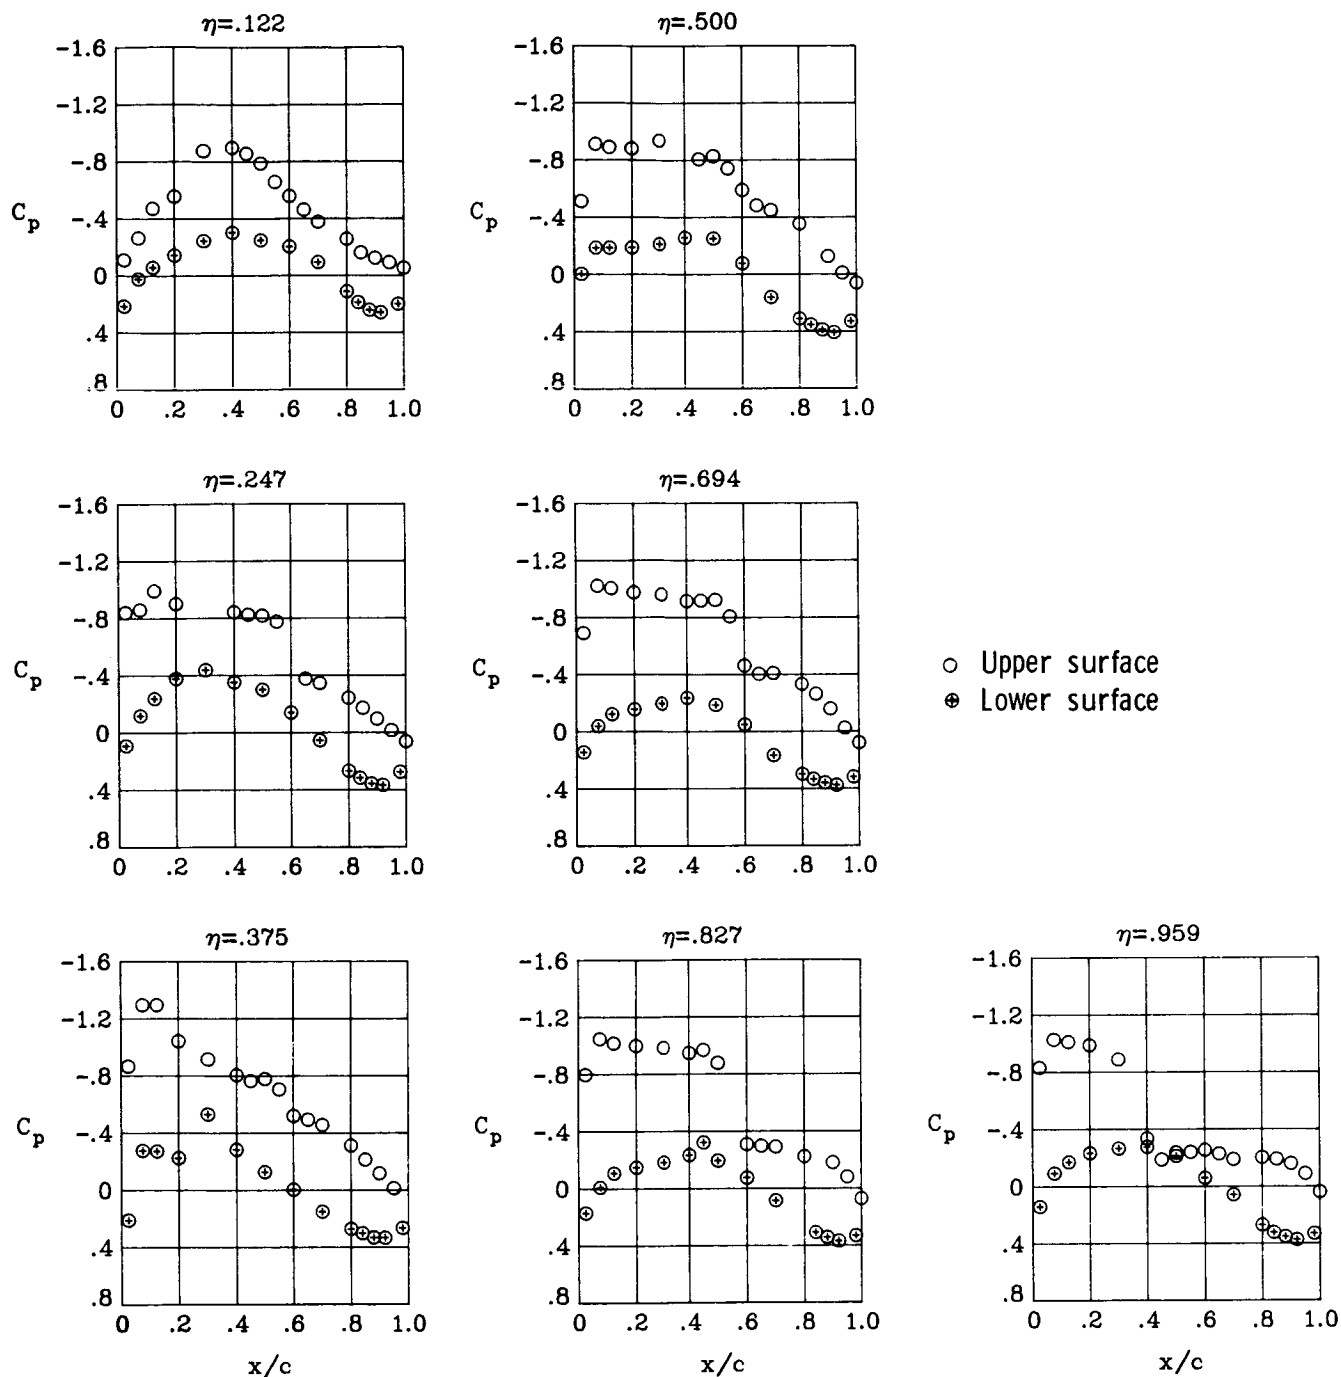 η=.122
-1.6
-1.2
-.8
-.4
0
.4
.8
C_p
0 .2 .4 .6 .8 1.0
η=.500
-1.6
-1.2
-.8
-.4
0
.4
.8
C_p
0 .2 .4 .6 .8 1.0
η=.247
-1.6
-1.2
-.8
-.4
0
.4
.8
C_p
0 .2 .4 .6 .8 1.0
η=.694
-1.6
-1.2
-.8
-.4
0
.4
.8
C_p
0 .2 .4 .6 .8 1.0
Upper surface
Lower surface
η=.375
-1.6
-1.2
-.8
-.4
0
.4
.8
C_p
0 .2 .4 .6 .8 1.0
x/c
η=.827
-1.6
-1.2
-.8
-.4
0
.4
.8
C_p
0 .2 .4 .6 .8 1.0
x/c
η=.959
-1.6
-1.2
-.8
-.4
0
.4
.8
C_p
0 .2 .4 .6 .8 1.0
x/c